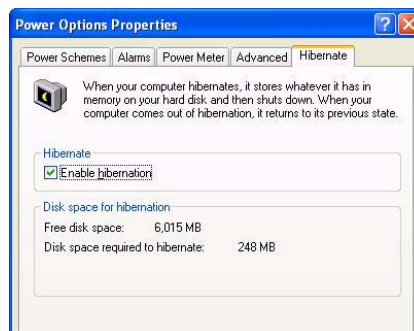 Power Options Properties
Power Schemes Alarms Power Meter Advanced Hibernate
When your computer hibernates, it stores whatever it has in
memory on your hard disk and then shuts down. When your
computer comes out of hibernation, it returns to its previous state.
Hibernate
Enable hibernation
Disk space for hibernation
Free disk space: 6,015 MB
Disk space required to hibernate: 248 MB